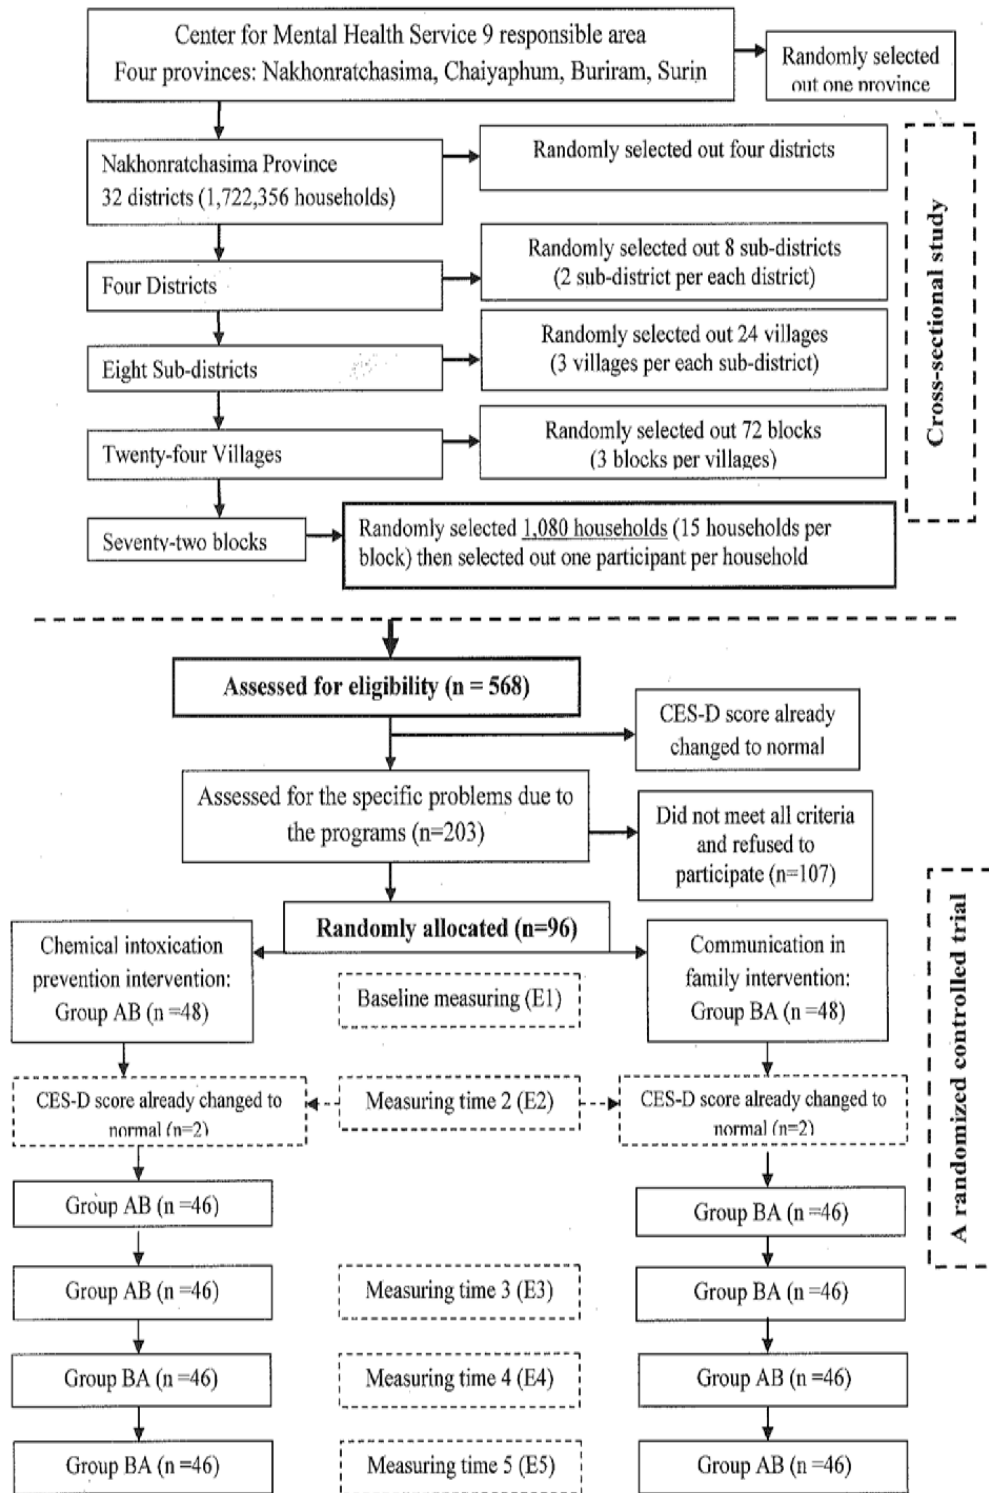 Center for Mental Health Service 9 responsible area
Four provinces: Nakhonratchasima, Chaiyaphum, Buriram, Surin
Randomly selected
out one province
Nakhonratchasima Province
32 districts (1,722,356 households)
Randomly selected out four districts
Four Districts
Randomly selected out 8 sub-districts
(2 sub-district per each district)
Eight Sub-districts
Randomly selected out 24 villages
(3 villages per each sub-district)
Twenty-four Villages
Randomly selected out 72 blocks
(3 blocks per villages)
Seventy-two blocks
Randomly selected 1,080 households (15 households per
block) then selected out one participant per household
Cross-sectional study
Assessed for eligibility (n = 568)
CES-D score already
changed to normal
Assessed for the specific problems due to
the programs (n=203)
Did not meet all criteria
and refused to
participate (n=107)
Randomly allocated (n=96)
Chemical intoxication
prevention intervention:
Group AB (n =48)
Baseline measuring (E1)
Communication in
family intervention:
Group BA (n =48)
CES-D score already changed to
normal (n=2)
Measuring time 2 (E2)
CES-D score already changed to
normal (n=2)
Group AB (n =46)
Group BA (n =46)
Group AB (n =46)
Measuring time 3 (E3)
Group BA (n =46)
Group BA (n =46)
Measuring time 4 (E4)
Group AB (n =46)
Group BA (n =46)
Measuring time 5 (E5)
Group AB (n =46)
A randomized controlled trial